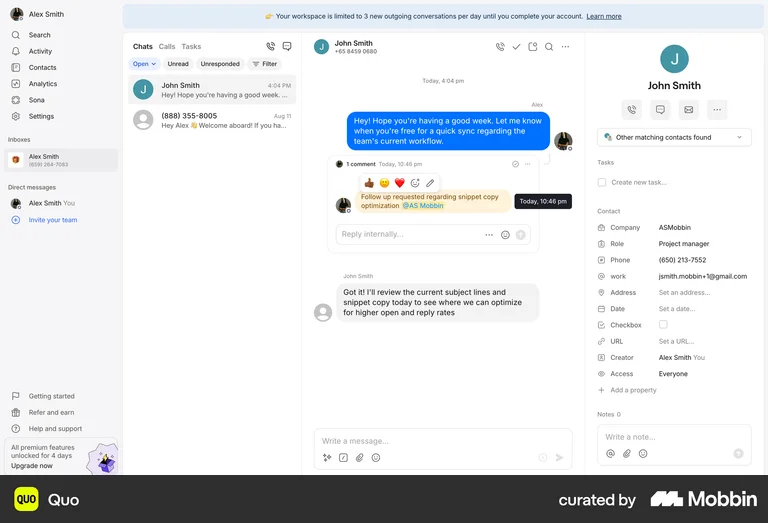 Alex Smith
👉 Your workspace is limited to 3 new outgoing conversations per day until you complete your account. Learn more
Search
Activity
Contacts
Analytics
Sona
Settings
Inboxes
Alex Smith
(659) 264-7083
Direct messages
Alex Smith You
Invite your team
Getting started
Refer and earn
Help and support
All premium features
unlocked for 4 days
Upgrade now
Chats Calls Tasks
Open Unread Unresponded Filter
J
John Smith 4:04 PM
Hey! Hope you're having a good week. ...
(888) 355-8005 Aug 11
Hey Alex 👋 Welcome aboard! If you ha...
J
John Smith
+65 8459 0680
Today, 4:04 pm
Alex
Hey! Hope you're having a good week. Let me know
when you're free for a quick sync regarding the
team's current workflow.
1 comment Today, 10:46 pm
Follow up requested regarding snippet copy
optimization @AS Mobbin
Today, 10:46 pm
Reply internally...
John Smith
Got it! I'll review the current subject lines and
snippet copy today to see where we can optimize
for higher open and reply rates
Write a message...
J
John Smith
Other matching contacts found
Tasks
Create new task...
Contact
Company ASMobbin
Role Project manager
Phone (650) 213-7552
work jsmith.mobbin+1@gmail.com
Address Set an address...
Date Set a date...
Checkbox
URL Set a URL...
Creator Alex Smith You
Access Everyone
Add a property
Notes 0
Write a note...
QUO Quo
curated by Mobbin